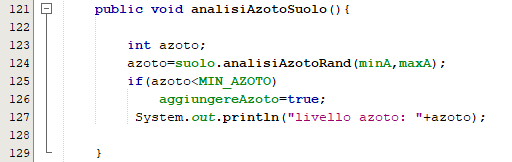 121 public void analisiAzotoSuolo(){
122
123 int azoto;
124 azoto=suolo.analisiAzotoRand(minA,maxA);
125 if(azoto<MIN_AZOTO)
126 aggiungereAzoto=true;
127 System.out.println("livello azoto: "+azoto);
128
129 }